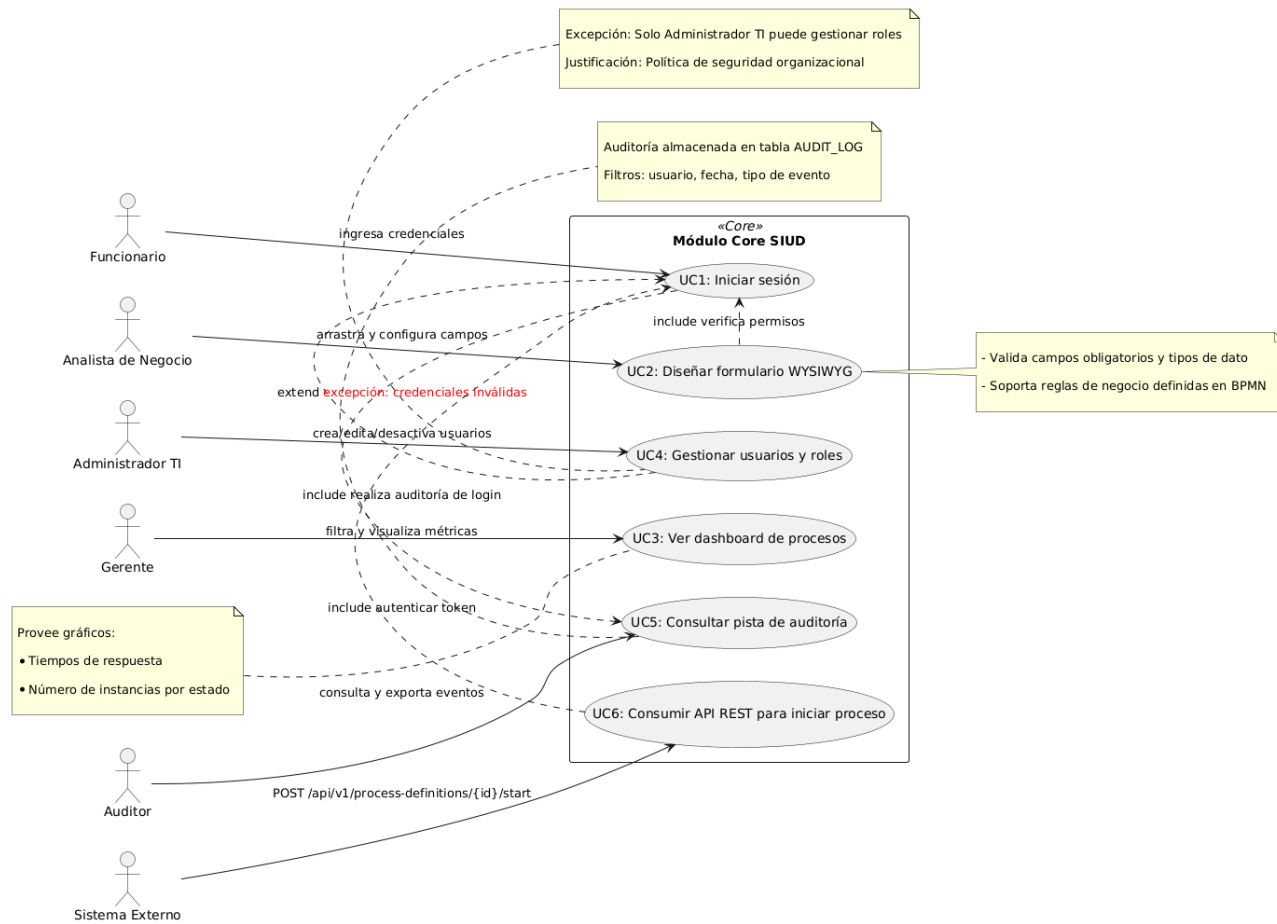 Excepción: Solo Administrador TI puede gestionar roles
Justificación: Política de seguridad organizacional
Auditoría almacenada en tabla AUDIT_LOG
Filtros: usuario, fecha, tipo de evento
«Core»
Módulo Core SIUD
Funcionario
ingresa credenciales
UC1: Iniciar sesión
include verifica permisos
Analista de Negocio
arrastra y configura campos
UC2: Diseñar formulario WYSIWYG
- Valida campos obligatorios y tipos de dato
- Soporta reglas de negocio definidas en BPMN
extend excepción: credenciales inválidas
Administrador TI
crea/edita/desactiva usuarios
UC4: Gestionar usuarios y roles
include realiza auditoría de login
Gerente
filtra y visualiza métricas
UC3: Ver dashboard de procesos
include autenticar token
UC5: Consultar pista de auditoría
Provee gráficos:
• Tiempos de respuesta
• Número de instancias por estado
consulta y exporta eventos
UC6: Consumir API REST para iniciar proceso
Auditor
POST /api/v1/process-definitions/{id}/start
Sistema Externo